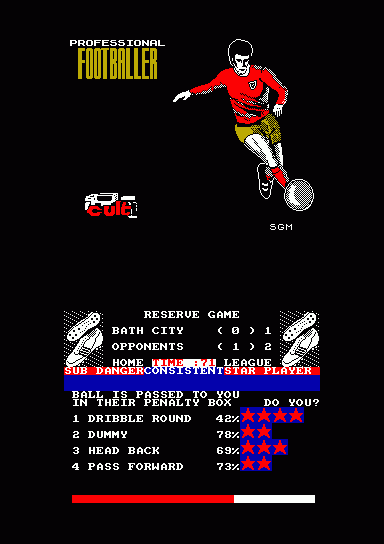 PROFESSIONAL
FOOTBALLER
cult
SGM
RESERVE GAME
BATH CITY ( 0 ) 1
OPPONENTS ( 1 ) 2
HOME TIME :71 LEAGUE
SUB DANGER CONSISTENT STAR PLAYER
BALL IS PASSED TO YOU
IN THEIR PENALTY BOX DO YOU?
1 DRIBBLE ROUND 42%
2 DUMMY 78%
3 HEAD BACK 69%
4 PASS FORWARD 73%